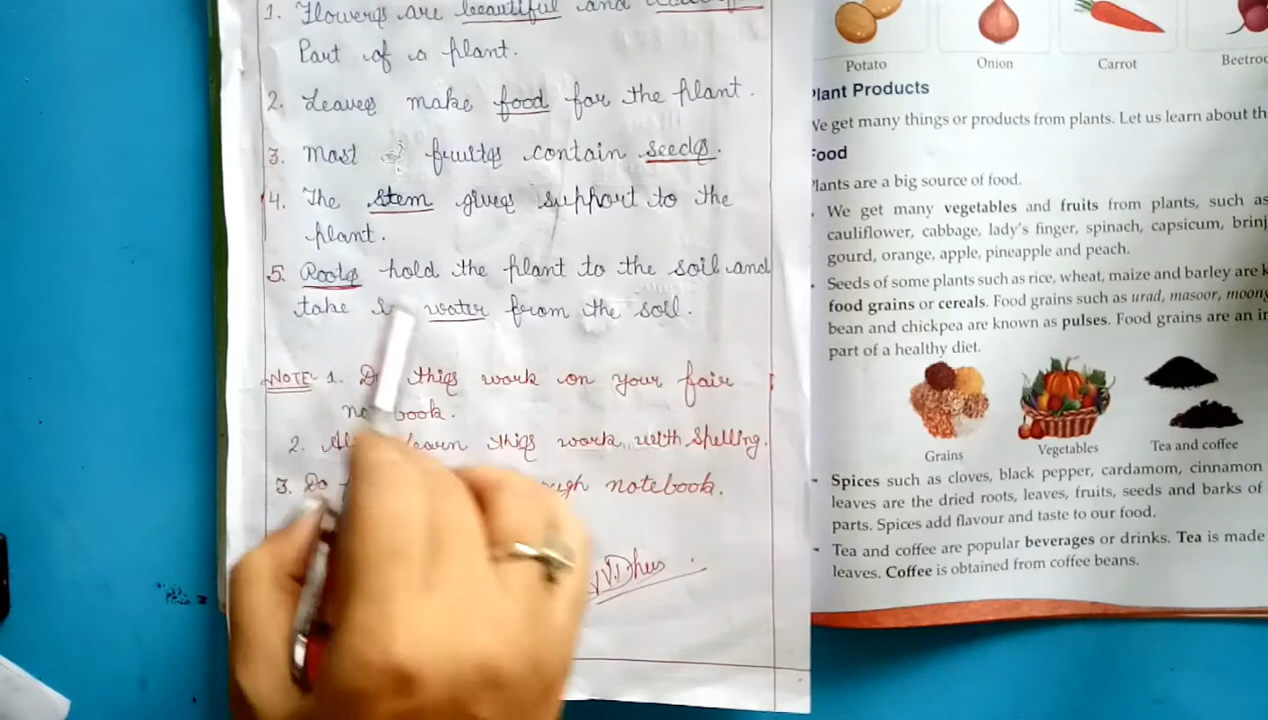 1. Flowers are beautiful and
Part of a plant.
2. Leaves make food for the plant.
3. Most fruits contain seeds.
4. The stem gives support to the
plant.
5. Roots hold the plant to the soil and
take in water from the soil.
NOTE:- 1. this work on your fair
notebook.
2. learn this work with spelling.
3. Do notebook.
Potato Onion Carrot
Plant Products
We get many things or products from plants. Let us learn about
Food
Plants are a big source of food.
We get many vegetables and fruits from plants, such as
cauliflower, cabbage, lady's finger, spinach, capsicum,
gourd, orange, apple, pineapple and peach.
Seeds of some plants such as rice, wheat, maize and barley are
food grains or cereals. Food grains such as urad, masoor, moong
bean and chickpea are known as pulses. Food grains are an
part of a healthy diet.
Grains Vegetables Tea and coffee
Spices such as cloves, black pepper, cardamom, cinnamon
leaves are the dried roots, leaves, fruits, seeds and barks of
parts. Spices add flavour and taste to our food.
Tea and coffee are popular beverages or drinks. Tea is made
leaves. Coffee is obtained from coffee beans.